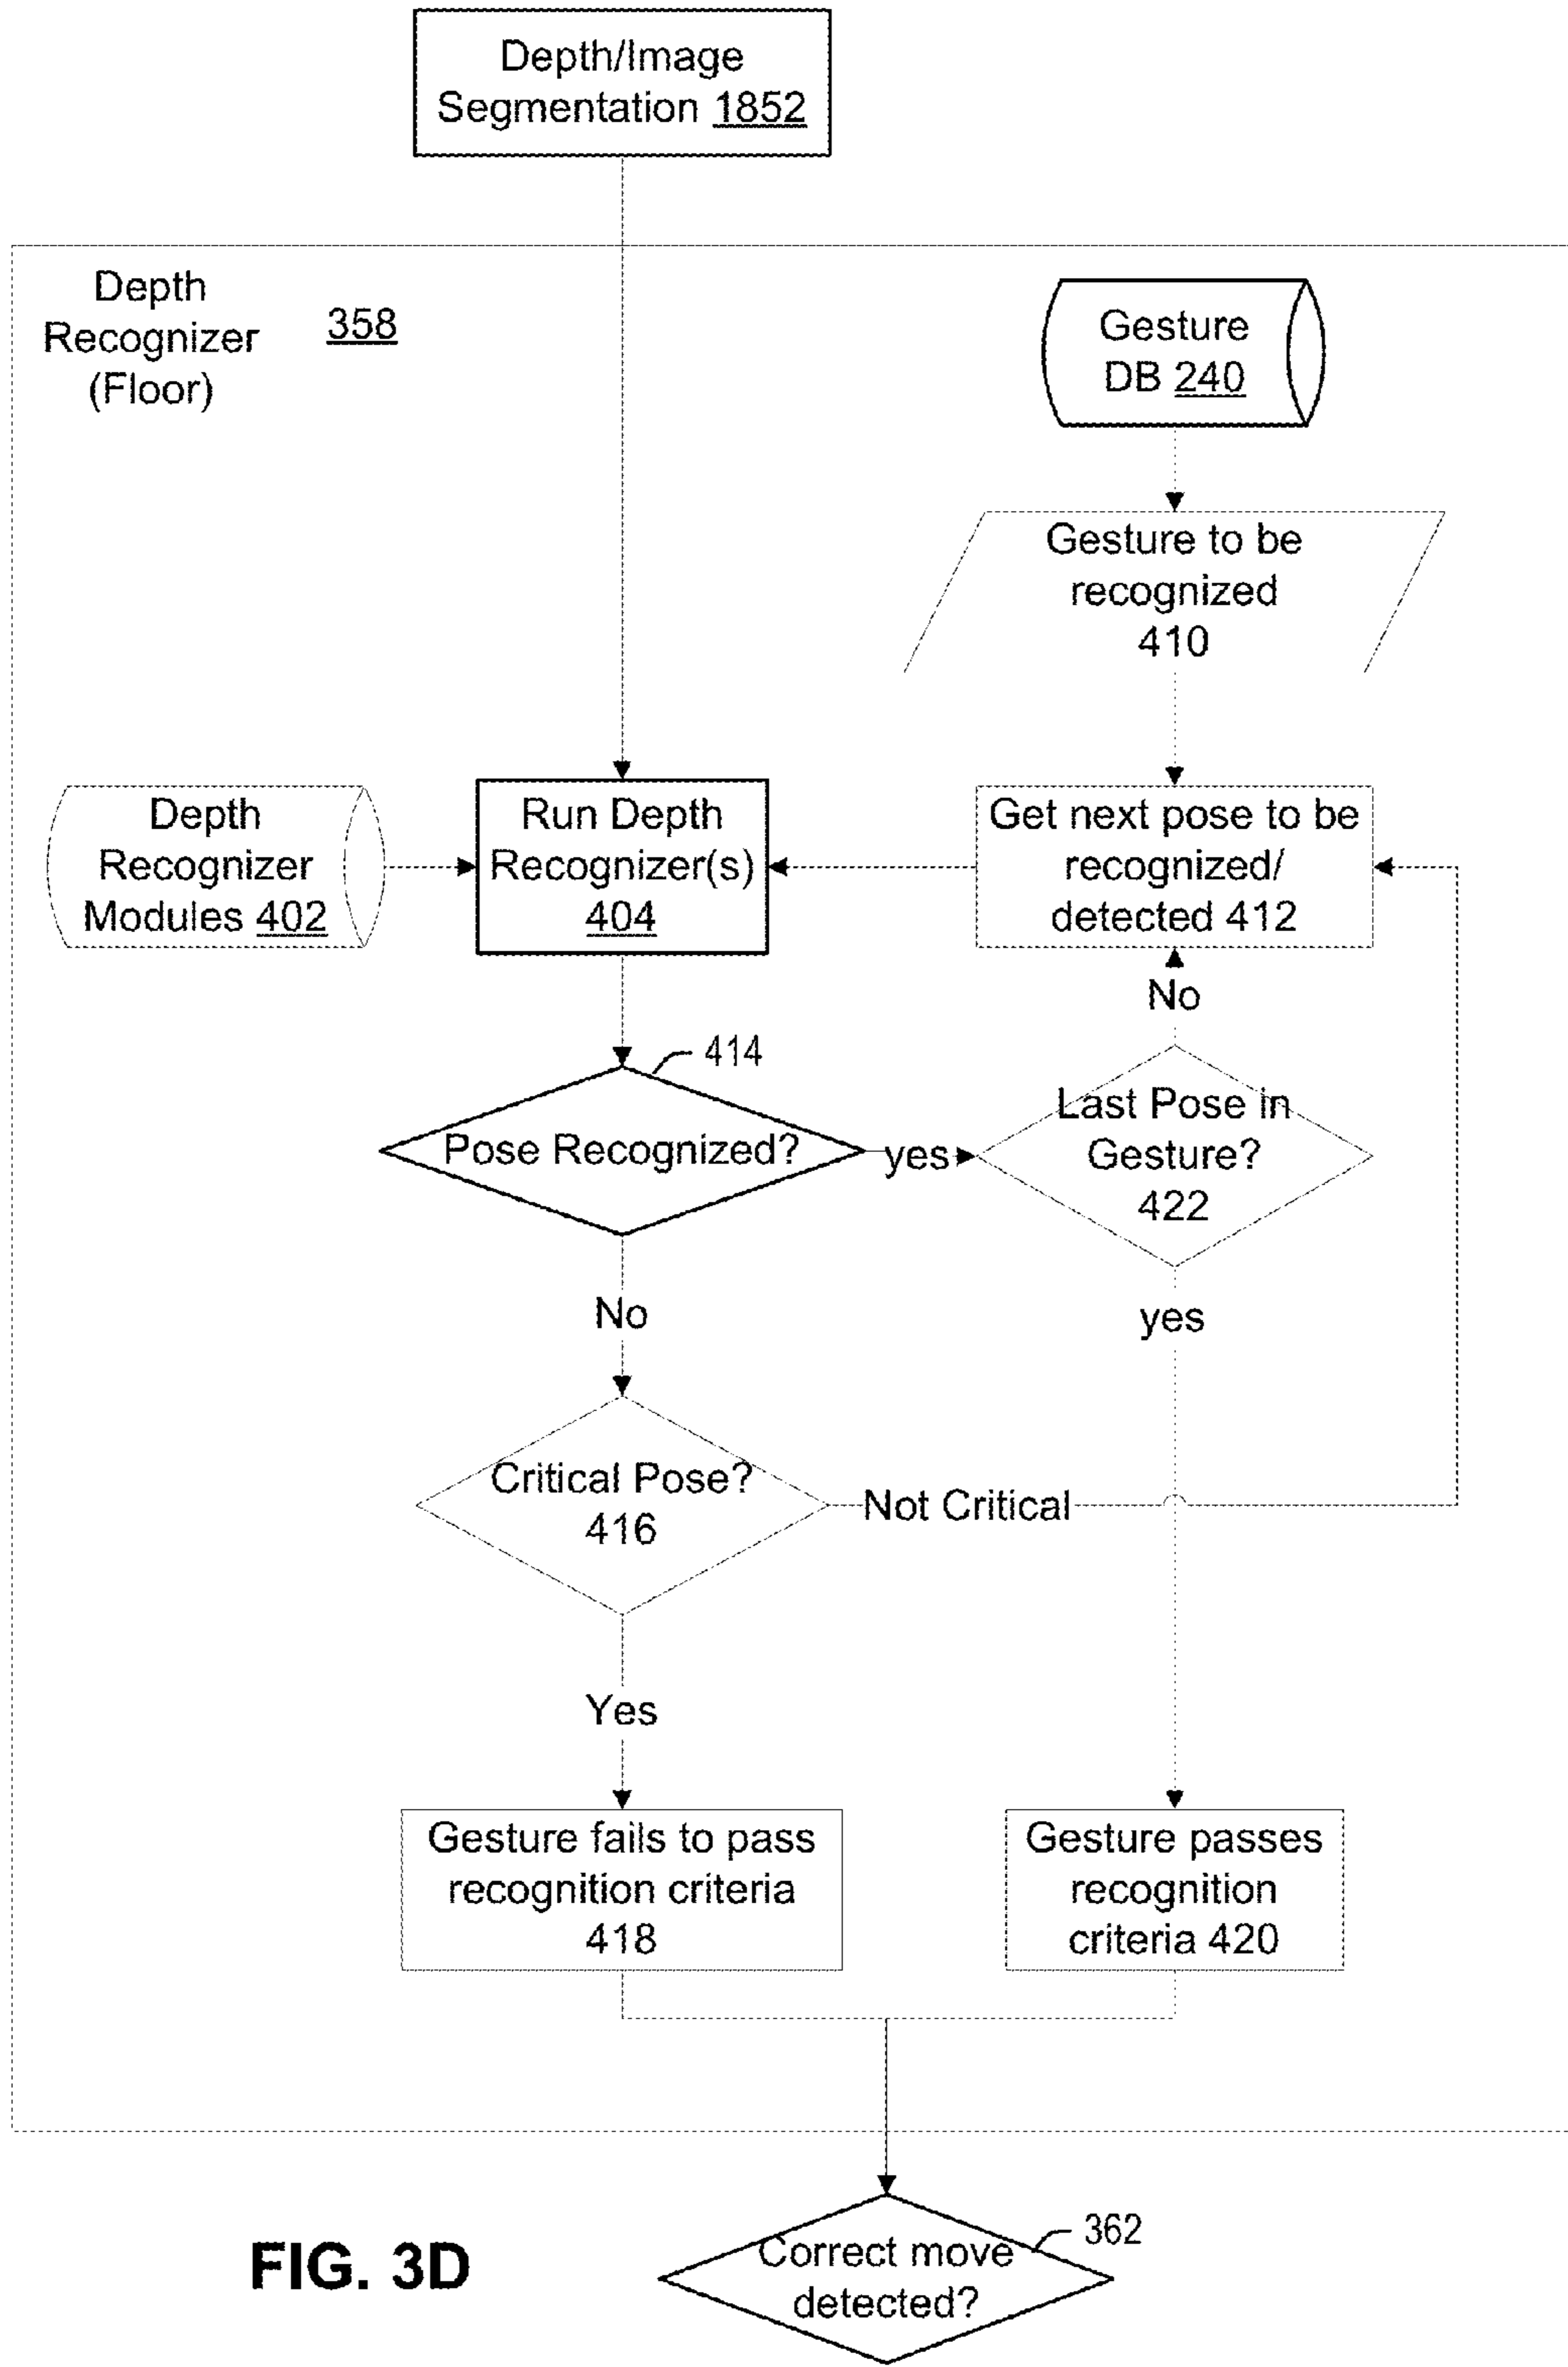 Depth/Image
Segmentation 1852
Depth
Recognizer
(Floor)
358
Gesture
DB 240
Gesture to be
recognized
410
Depth
Recognizer
Modules 402
Run Depth
Recognizer(s)
404
Get next pose to be
recognized/
detected 412
No
414
Pose Recognized?
yes
Last Pose in
Gesture?
422
No
yes
Critical Pose?
416
Not Critical
Yes
Gesture fails to pass
recognition criteria
418
Gesture passes
recognition
criteria 420
362
Correct move
detected?
FIG. 3D